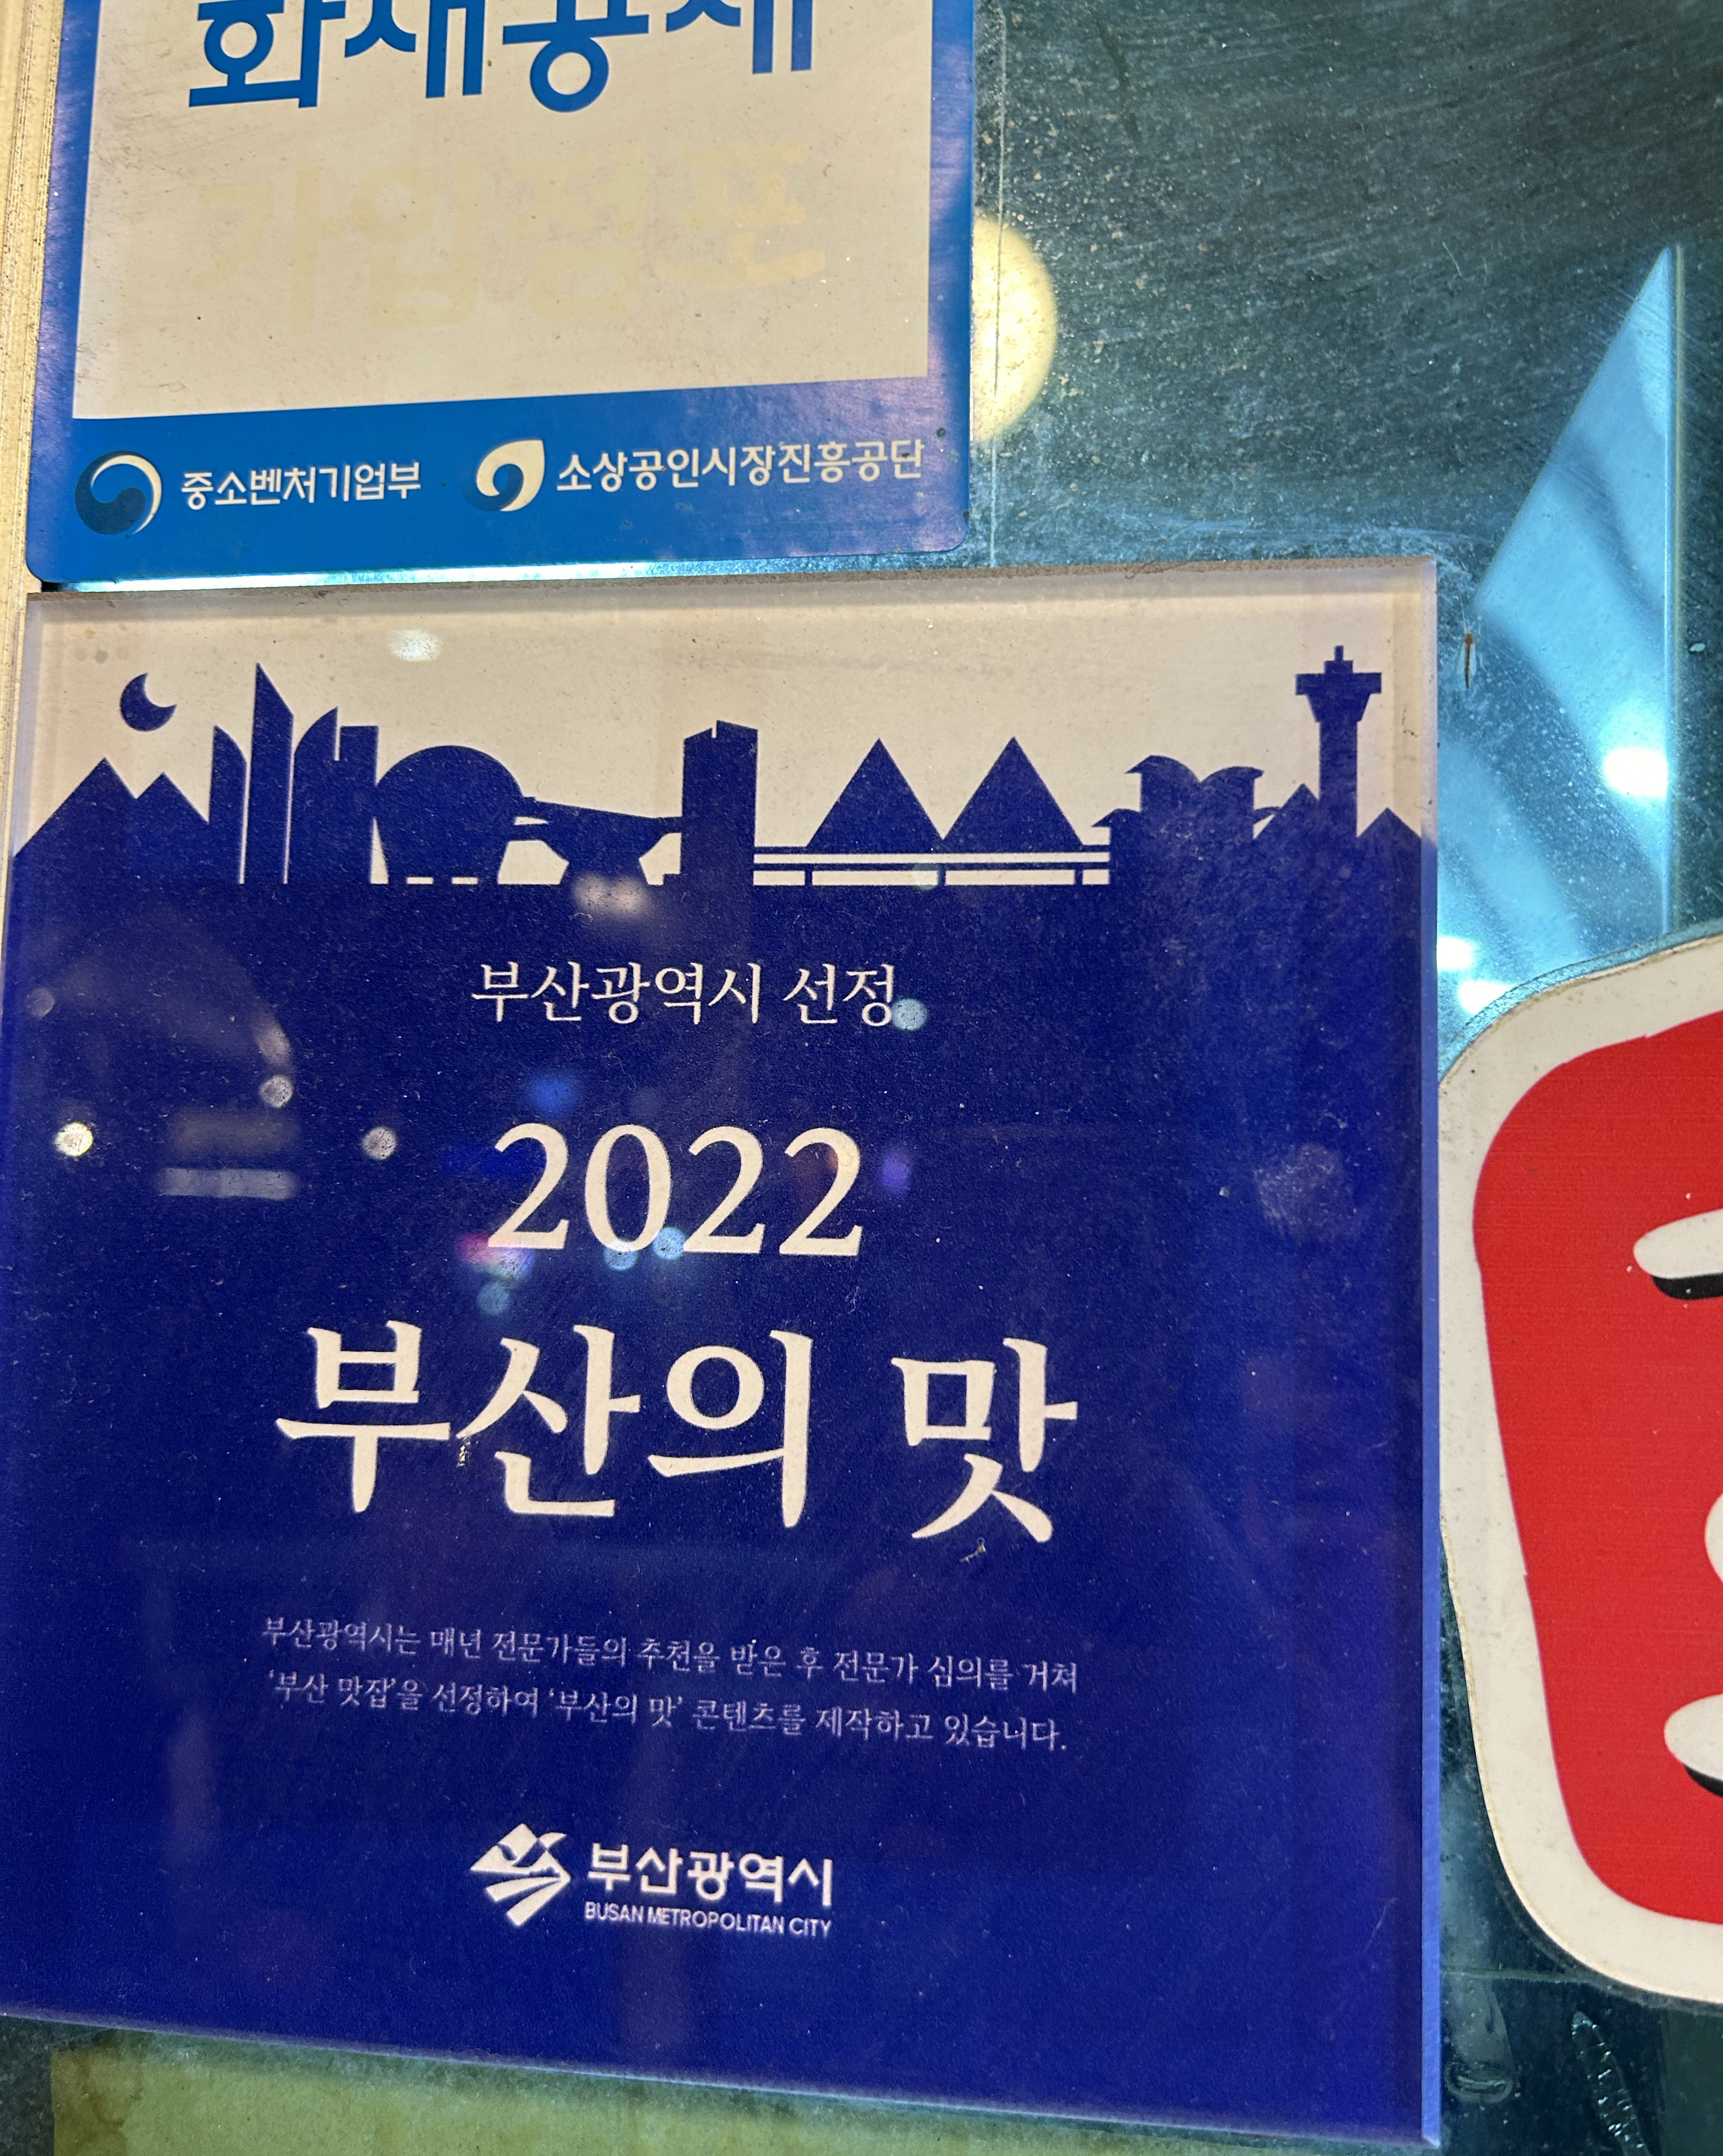 화재공제
가입점포
중소벤처기업부 소상공인시장진흥공단
부산광역시 선정
2022
부산의 맛
부산광역시는 매년 전문가들의 추천을 받은 후 전문가 심의를 거쳐
‘부산 맛집’을 선정하여 ‘부산의 맛’ 콘텐츠를 제작하고 있습니다.
부산광역시
BUSAN METROPOLITAN CITY